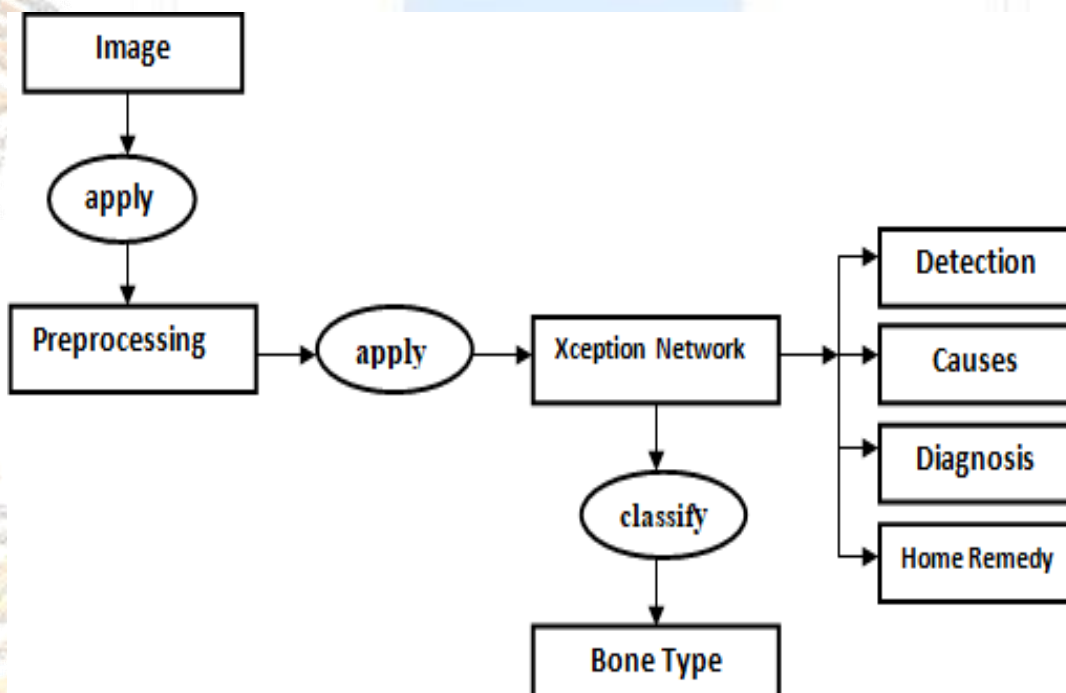 Image
apply
Preprocessing
apply
Xception Network
Detection
Causes
Diagnosis
Home Remedy
classify
Bone Type